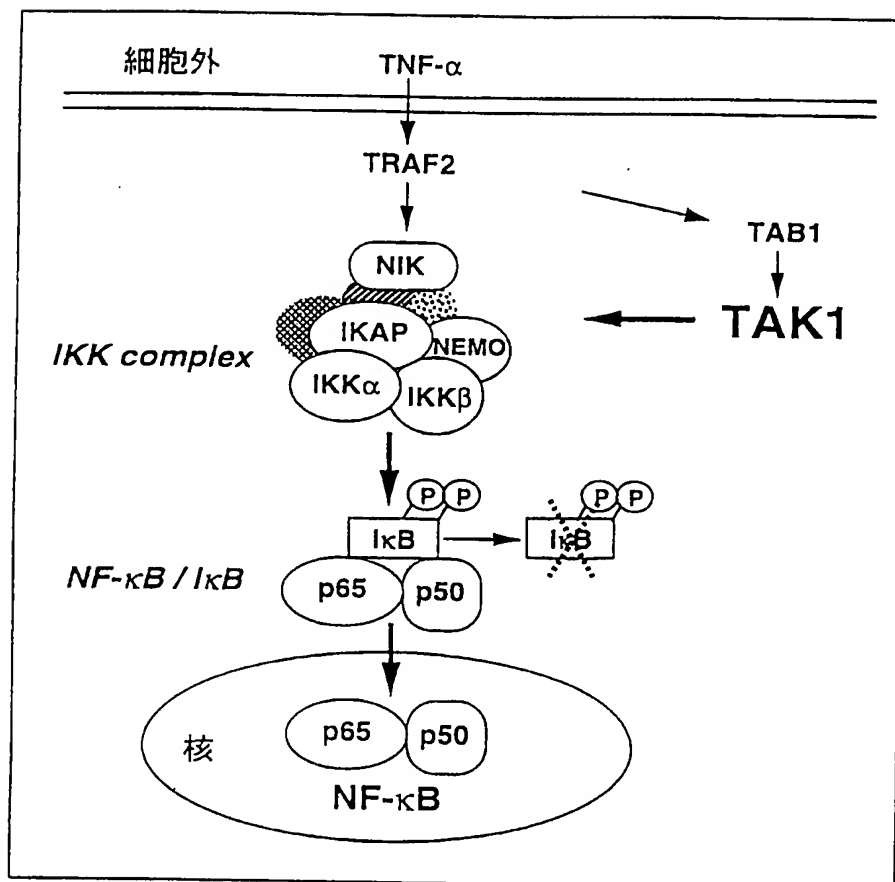 細胞外
TNF-α
TRAF2
TAB1
NIK
TAK1
IKAP
NEMO
IKK complex
IKKα
IKKβ
P P
P P
IκB
IκB
NF-κB / IκB
p65
p50
p65
p50
核
NF-κB